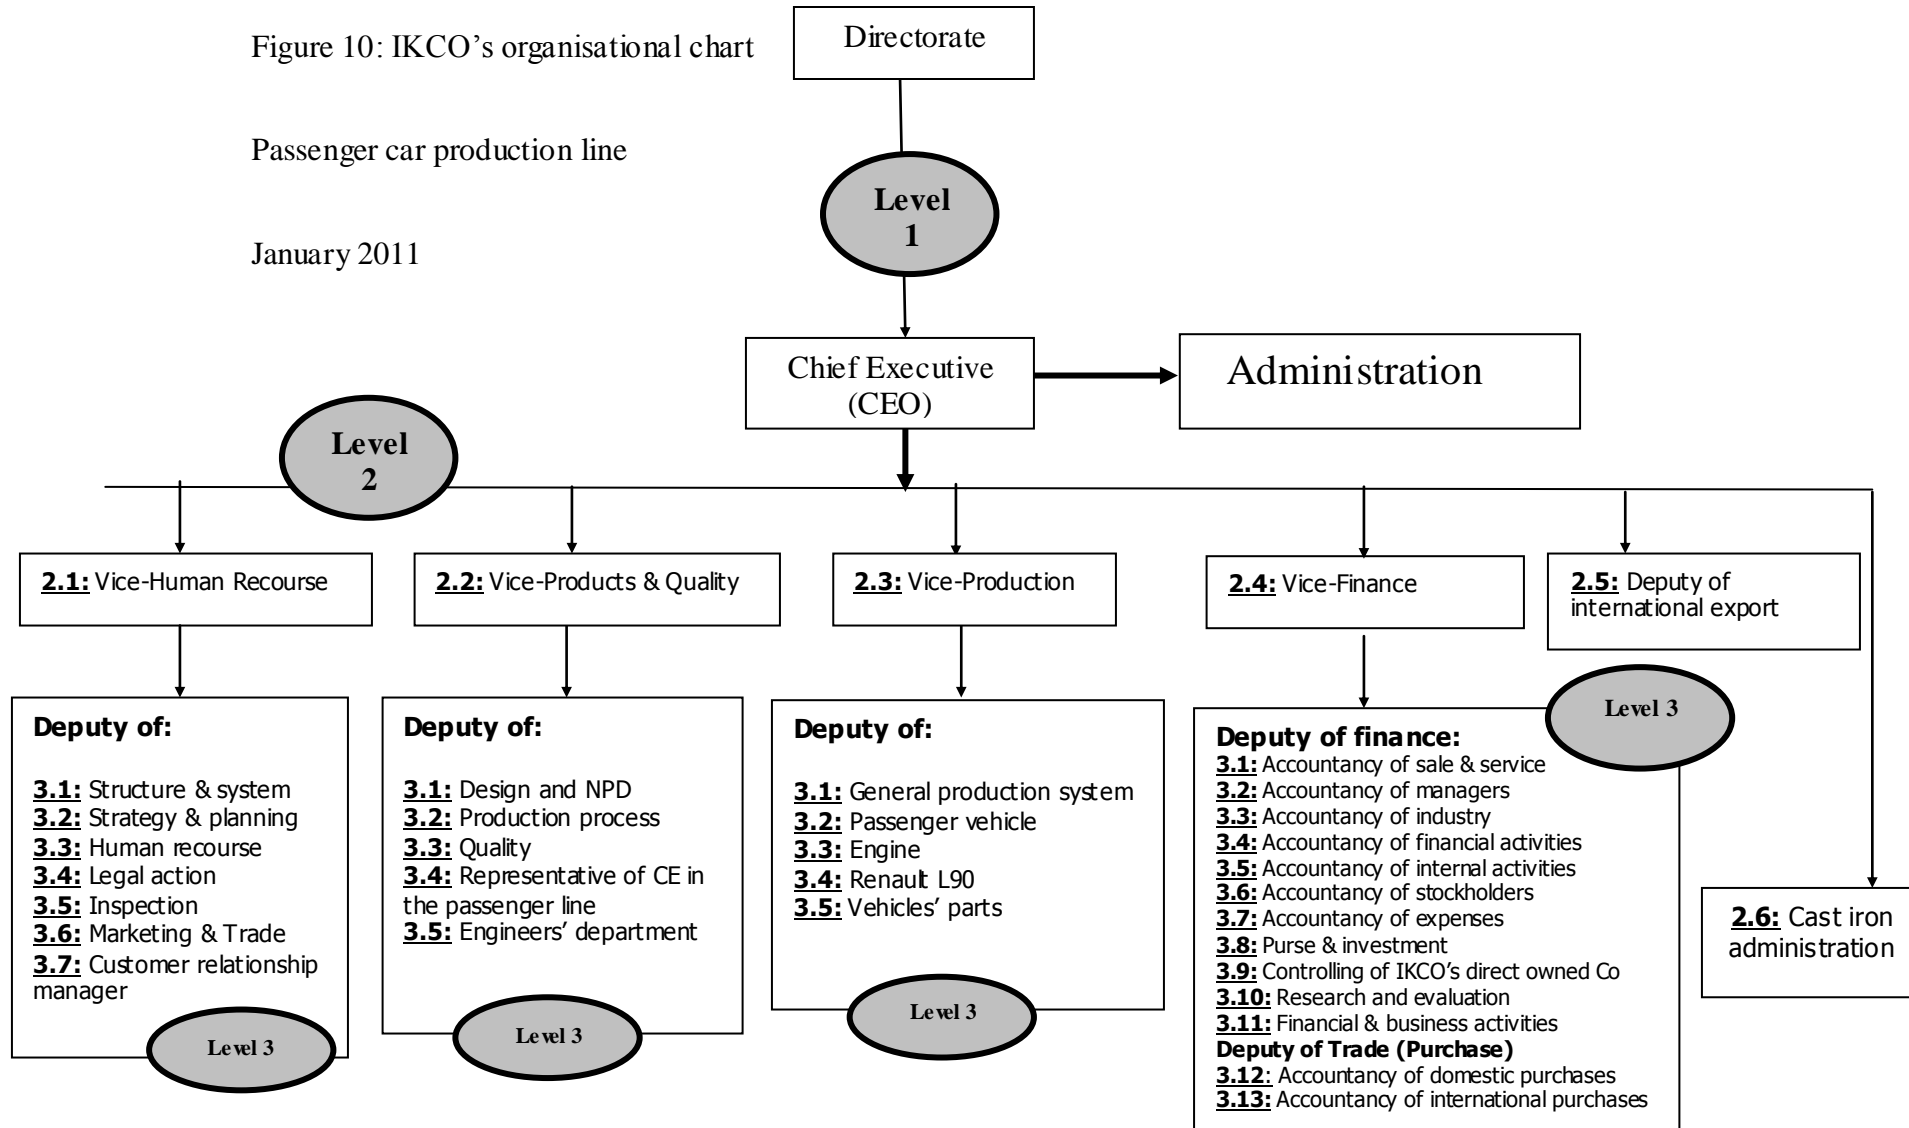 Figure 10: IKCO’s organisational chart
Passenger car production line
January 2011
Directorate
Level
1
Chief Executive
(CEO)
Administration
Level
2
2.1: Vice-Human Recourse
2.2: Vice-Products & Quality
2.3: Vice-Production
2.4: Vice-Finance
2.5: Deputy of
international export
Deputy of:
3.1: Structure & system
3.2: Strategy & planning
3.3: Human recourse
3.4: Legal action
3.5: Inspection
3.6: Marketing & Trade
3.7: Customer relationship
manager
Level 3
Deputy of:
3.1: Design and NPD
3.2: Production process
3.3: Quality
3.4: Representative of CE in
the passenger line
3.5: Engineers’ department
Level 3
Deputy of:
3.1: General production system
3.2: Passenger vehicle
3.3: Engine
3.4: Renault L90
3.5: Vehicles’ parts
Level 3
Level 3
Deputy of finance:
3.1: Accountancy of sale & service
3.2: Accountancy of managers
3.3: Accountancy of industry
3.4: Accountancy of financial activities
3.5: Accountancy of internal activities
3.6: Accountancy of stockholders
3.7: Accountancy of expenses
3.8: Purse & investment
3.9: Controlling of IKCO’s direct owned Co
3.10: Research and evaluation
3.11: Financial & business activities
Deputy of Trade (Purchase)
3.12: Accountancy of domestic purchases
3.13: Accountancy of international purchases
2.6: Cast iron
administration